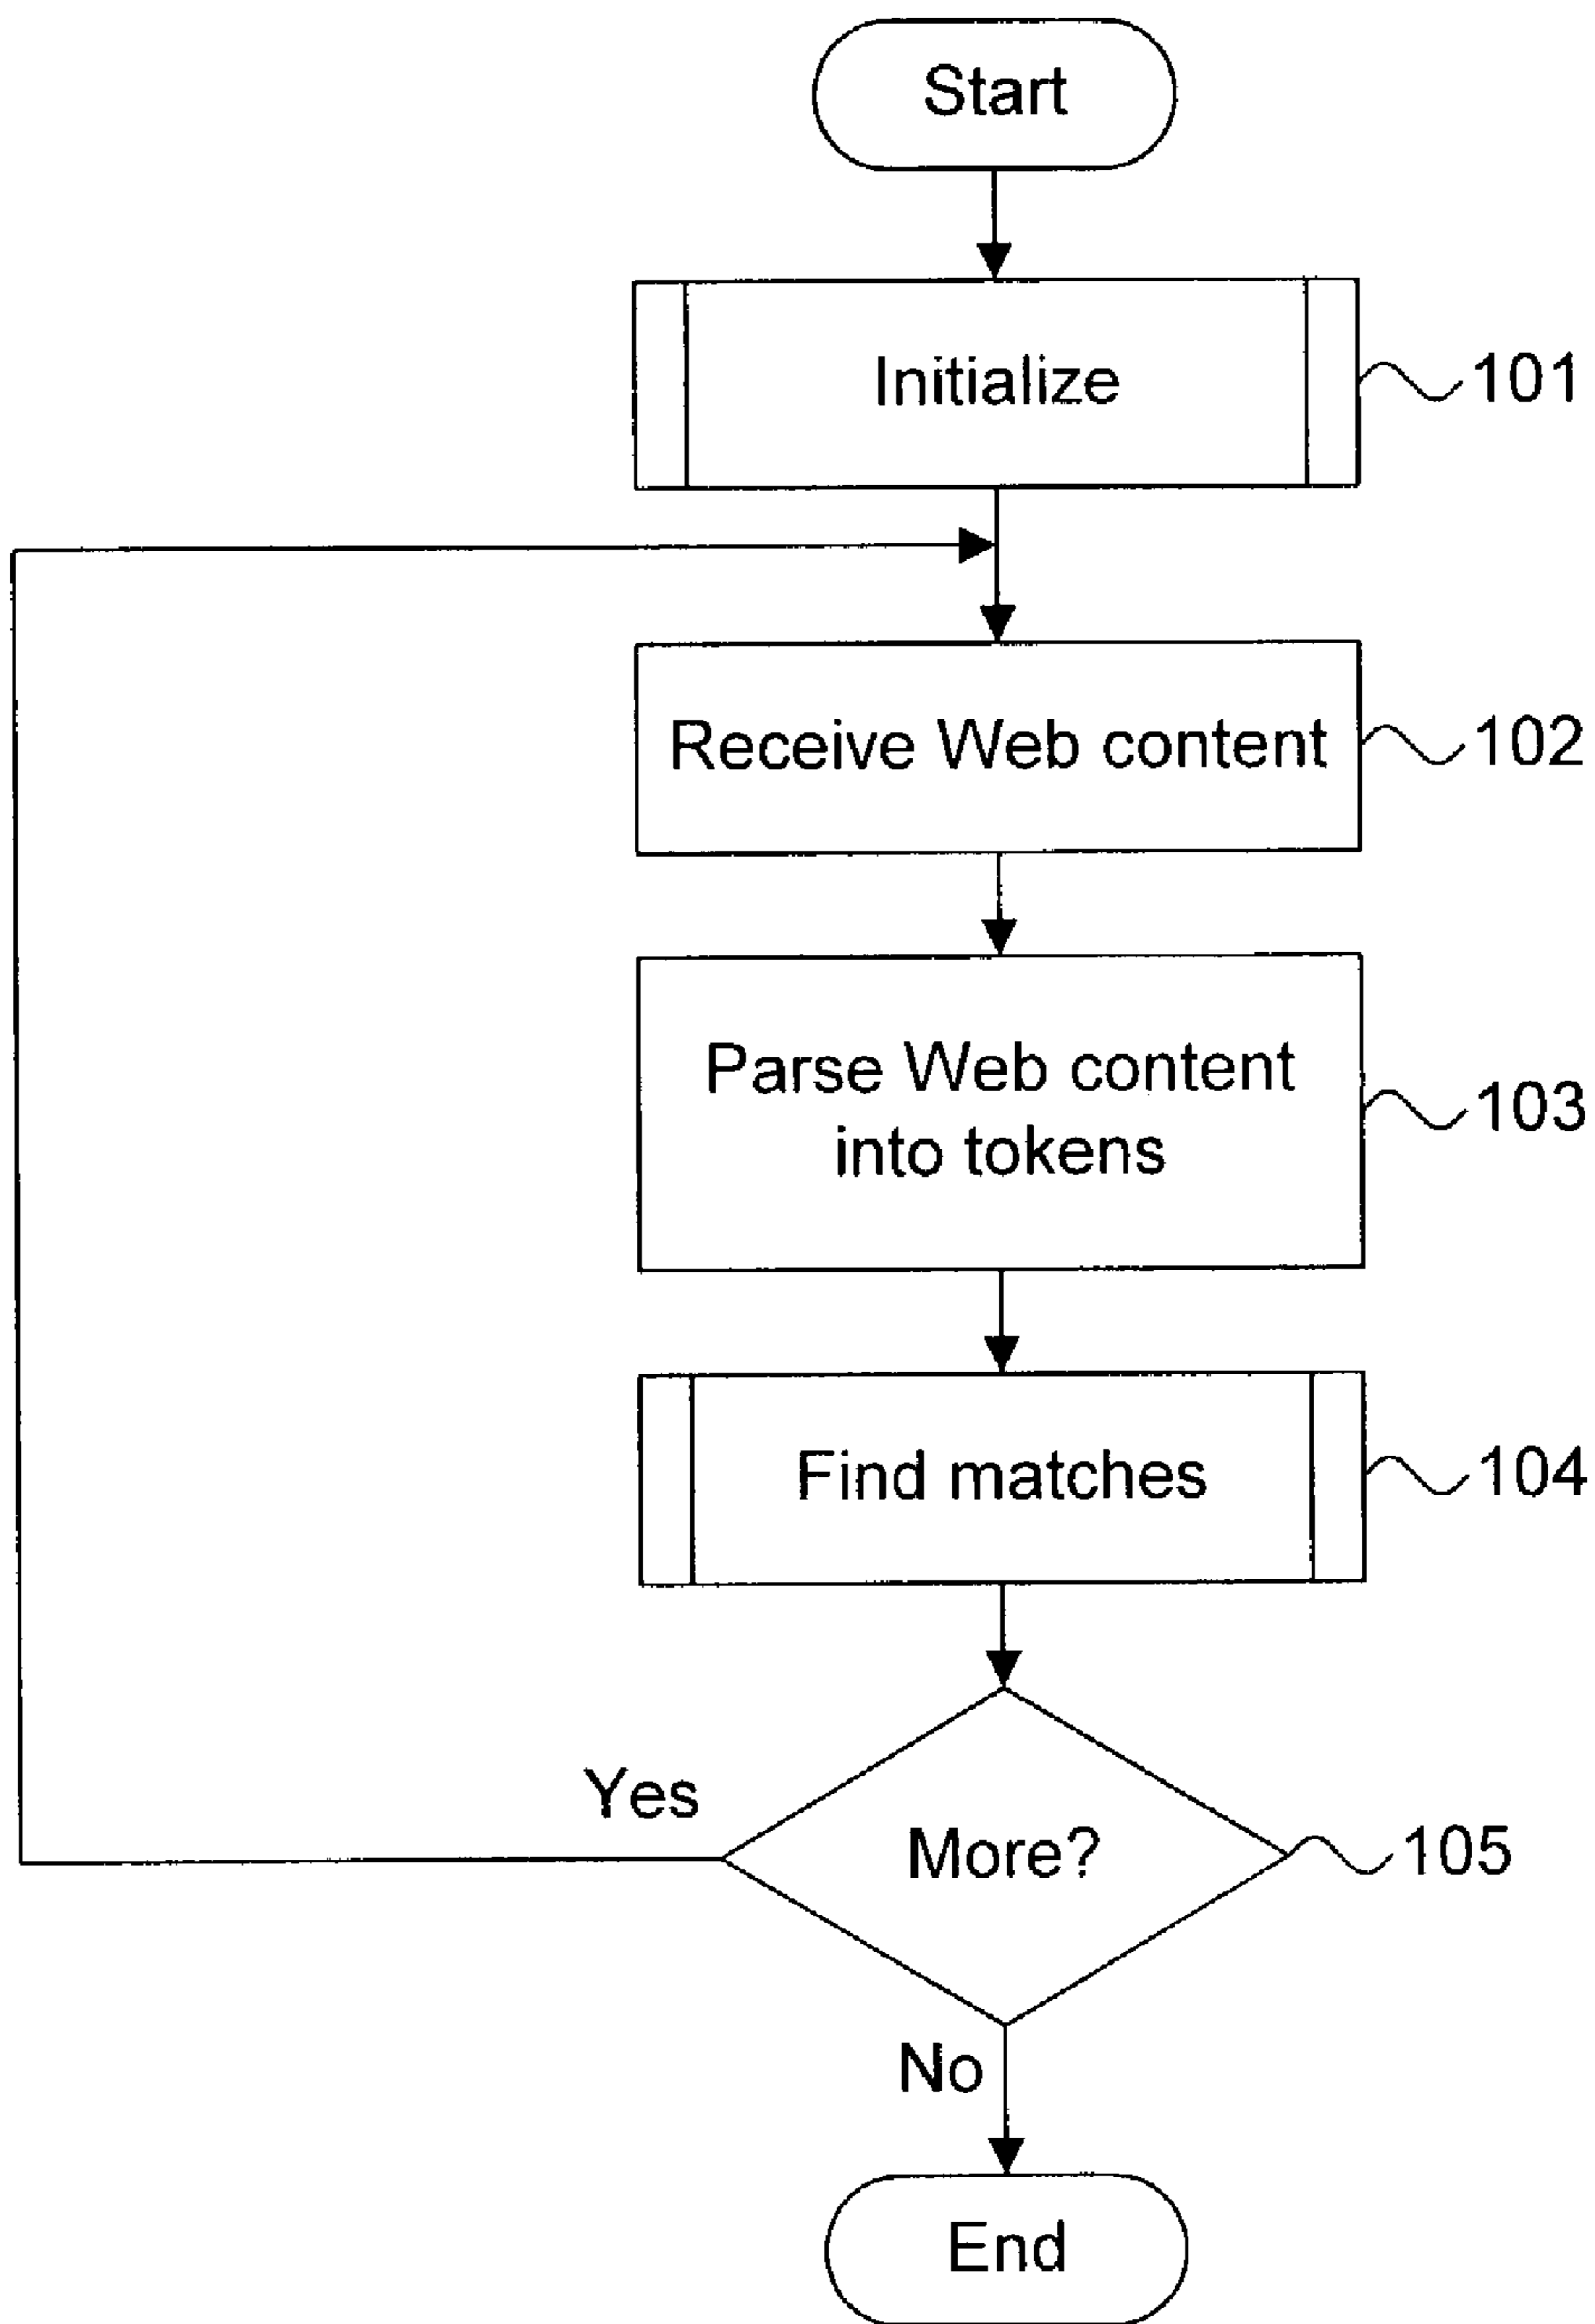 Start
Initialize
101
Receive Web content
102
Parse Web content
into tokens
103
Find matches
104
Yes
More?
105
No
End